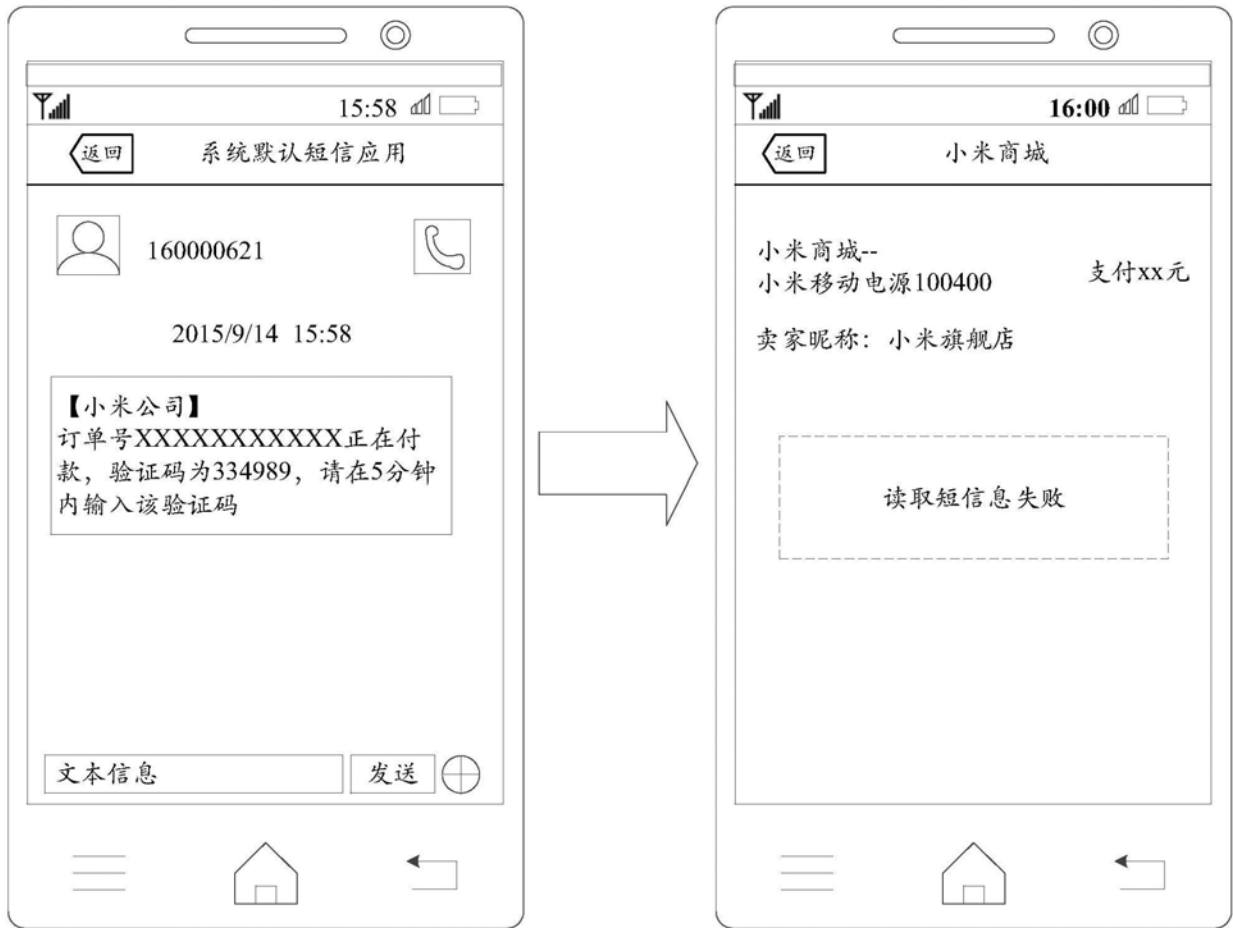 15:58
返回
系统默认短信应用
160000621
2015/9/14 15:58
【小米公司】
订单号XXXXXXXXXXX正在付
款，验证码为334989，请在5分钟
内输入该验证码
文本信息
发送
16:00
返回
小米商城
小米商城--
小米移动电源100400
支付xx元
卖家昵称：小米旗舰店
读取短信息失败